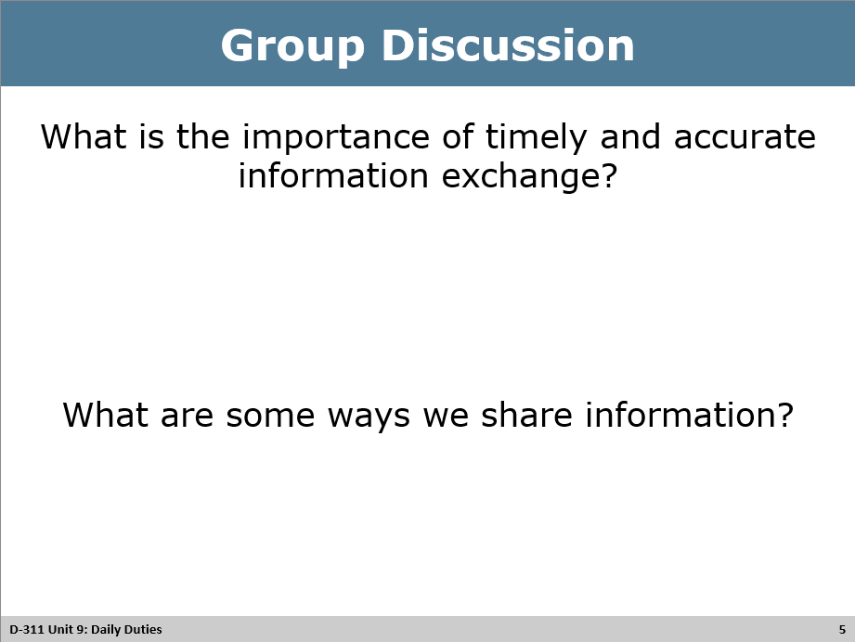 Group Discussion
What is the importance of timely and accurate
information exchange?
What are some ways we share information?
D-311 Unit 9: Daily Duties
5